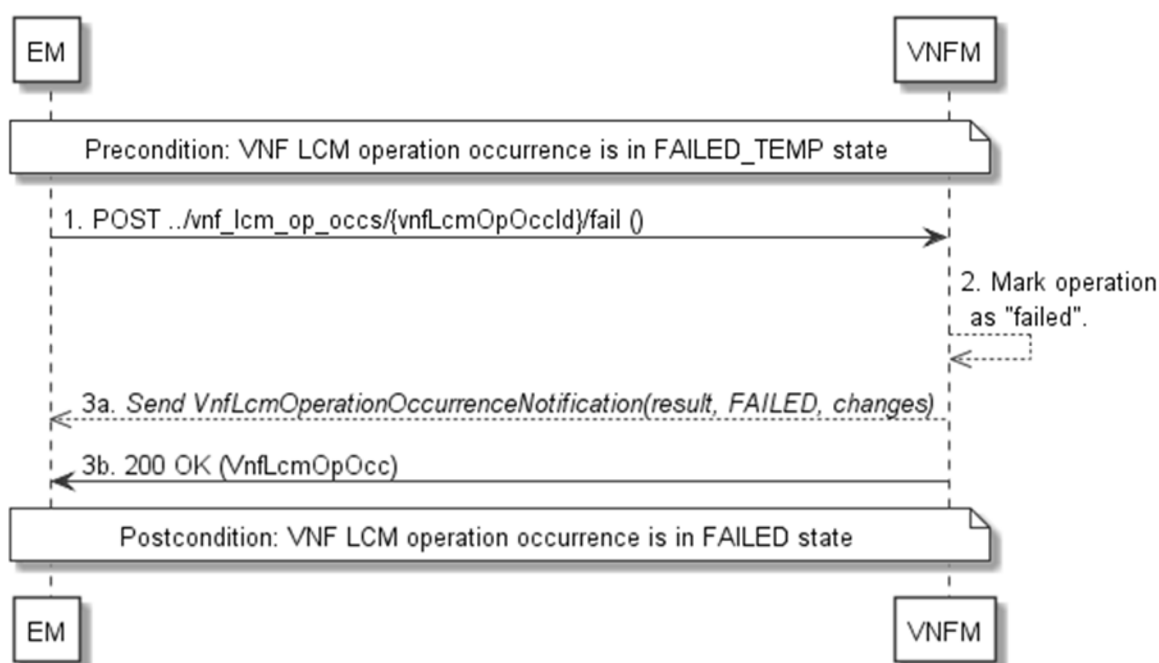 EM
VNFM
Precondition: VNF LCM operation occurrence is in FAILED_TEMP state
1. POST ../vnf_lcm_op_occs/{vnfLcmOpOccId}/fail ()
2. Mark operation
as "failed".
3a. Send VnfLcmOperationOccurrenceNotification(result, FAILED, changes)
3b. 200 OK (VnfLcmOpOcc)
Postcondition: VNF LCM operation occurrence is in FAILED state
EM
VNFM